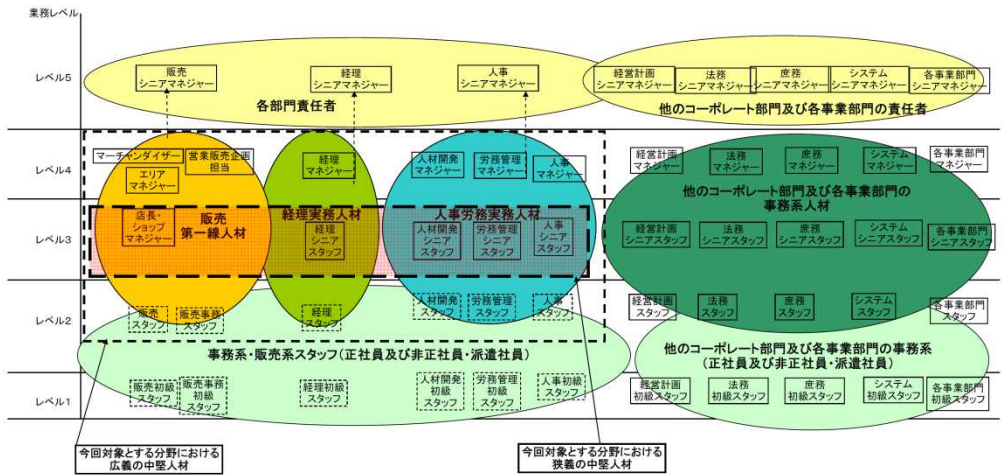 業務レベル
レベル5
販売
シニアマネジャー
経理
シニアマネジャー
人事
シニアマネジャー
各部門責任者
経営計画
シニアマネジャー
法務
シニアマネジャー
庶務
シニアマネジャー
システム
シニアマネジャー
各事業部門
シニアマネジャー
他のコーポレート部門及び各事業部門の責任者
レベル4
マーチャンダイザー
営業販売企画
担当
エリア
マネジャー
経理
マネジャー
人材開発
マネジャー
労務管理
マネジャー
人事
マネジャー
経営計画
マネジャー
法務
マネジャー
庶務
マネジャー
システム
マネジャー
各事業部門
マネジャー
他のコーポレート部門及び各事業部門の
事務系人材
レベル3
店長・
ショップ
マネジャー
販売
第一線人材
経理実務人材
経理
シニア
スタッフ
人事労務実務人材
人材開発
シニア
スタッフ
労務管理
シニア
スタッフ
人事
シニア
スタッフ
経営計画
シニアスタッフ
法務
シニアスタッフ
庶務
シニアスタッフ
システム
シニアスタッフ
各事業部門
シニアスタッフ
レベル2
販売
スタッフ
販売事務
スタッフ
経理
スタッフ
人材開発
スタッフ
労務管理
スタッフ
人事
スタッフ
経営計画
スタッフ
法務
スタッフ
庶務
スタッフ
システム
スタッフ
各事業部門
スタッフ
事務系・販売系スタッフ(正社員及び非正社員・派遣社員)
他のコーポレート部門及び各事業部門の事務系
(正社員及び非正社員・派遣社員)
レベル1
販売初級
スタッフ
販売事務
初級
スタッフ
経理初級
スタッフ
人材開発
初級
スタッフ
労務管理
初級
スタッフ
人事初級
スタッフ
経営計画
初級スタッフ
法務
初級スタッフ
庶務
初級スタッフ
システム
初級スタッフ
各事業部門
初級スタッフ
今回対象とする分野における
広義の中堅人材
今回対象とする分野における
狭義の中堅人材